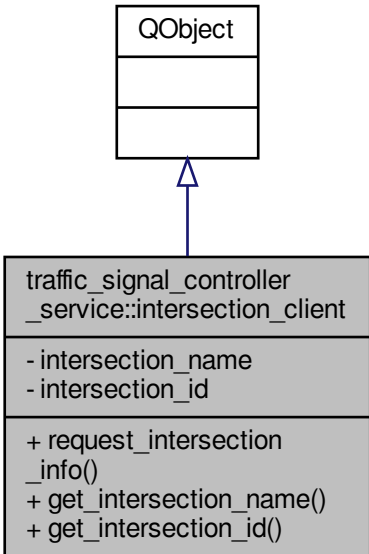 QObject
traffic_signal_controller
_service::intersection_client
- intersection_name
- intersection_id
+ request_intersection
_info()
+ get_intersection_name()
+ get_intersection_id()